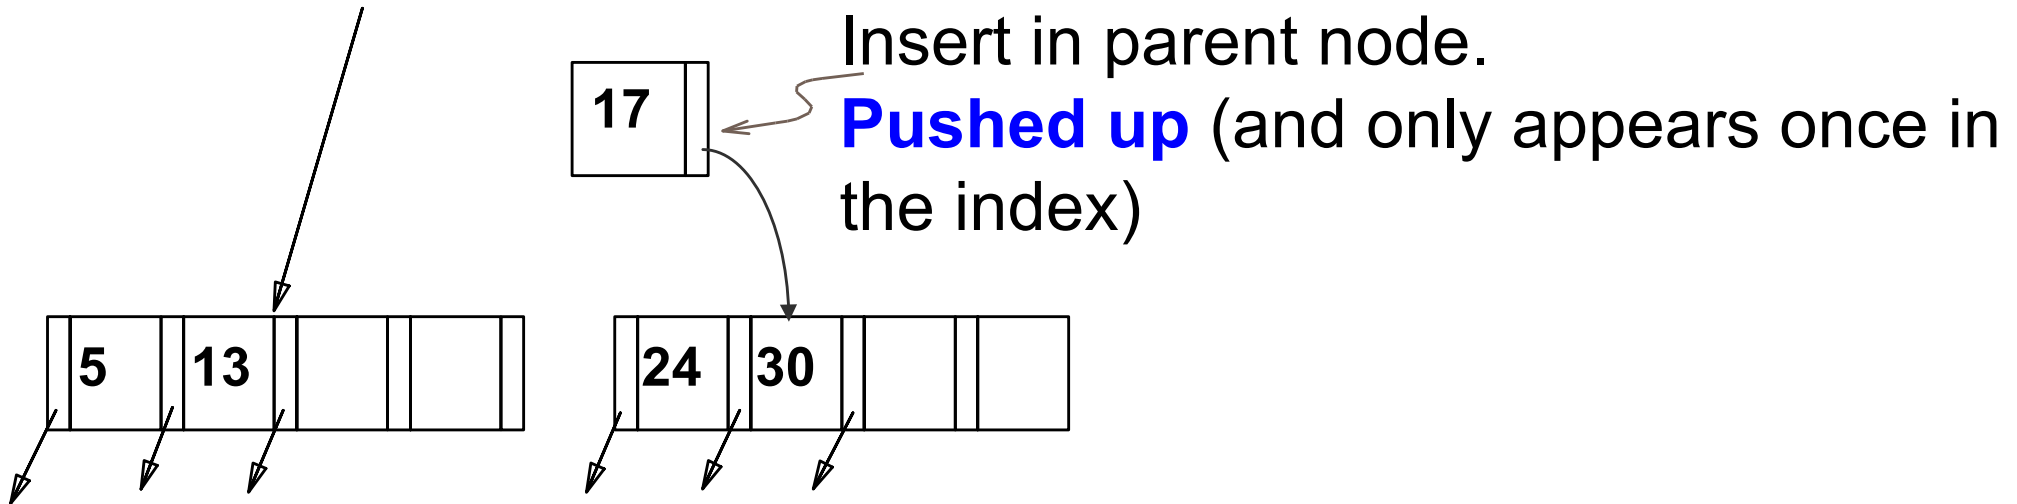 Insert in parent node.
17
Pushed up (and only appears once in
the index)
5 13 24 30